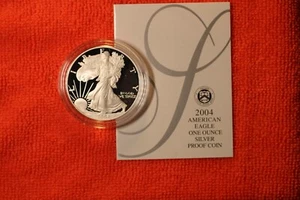 2004
AMERICAN
EAGLE
ONE OUNCE
SILVER
PROOF COIN